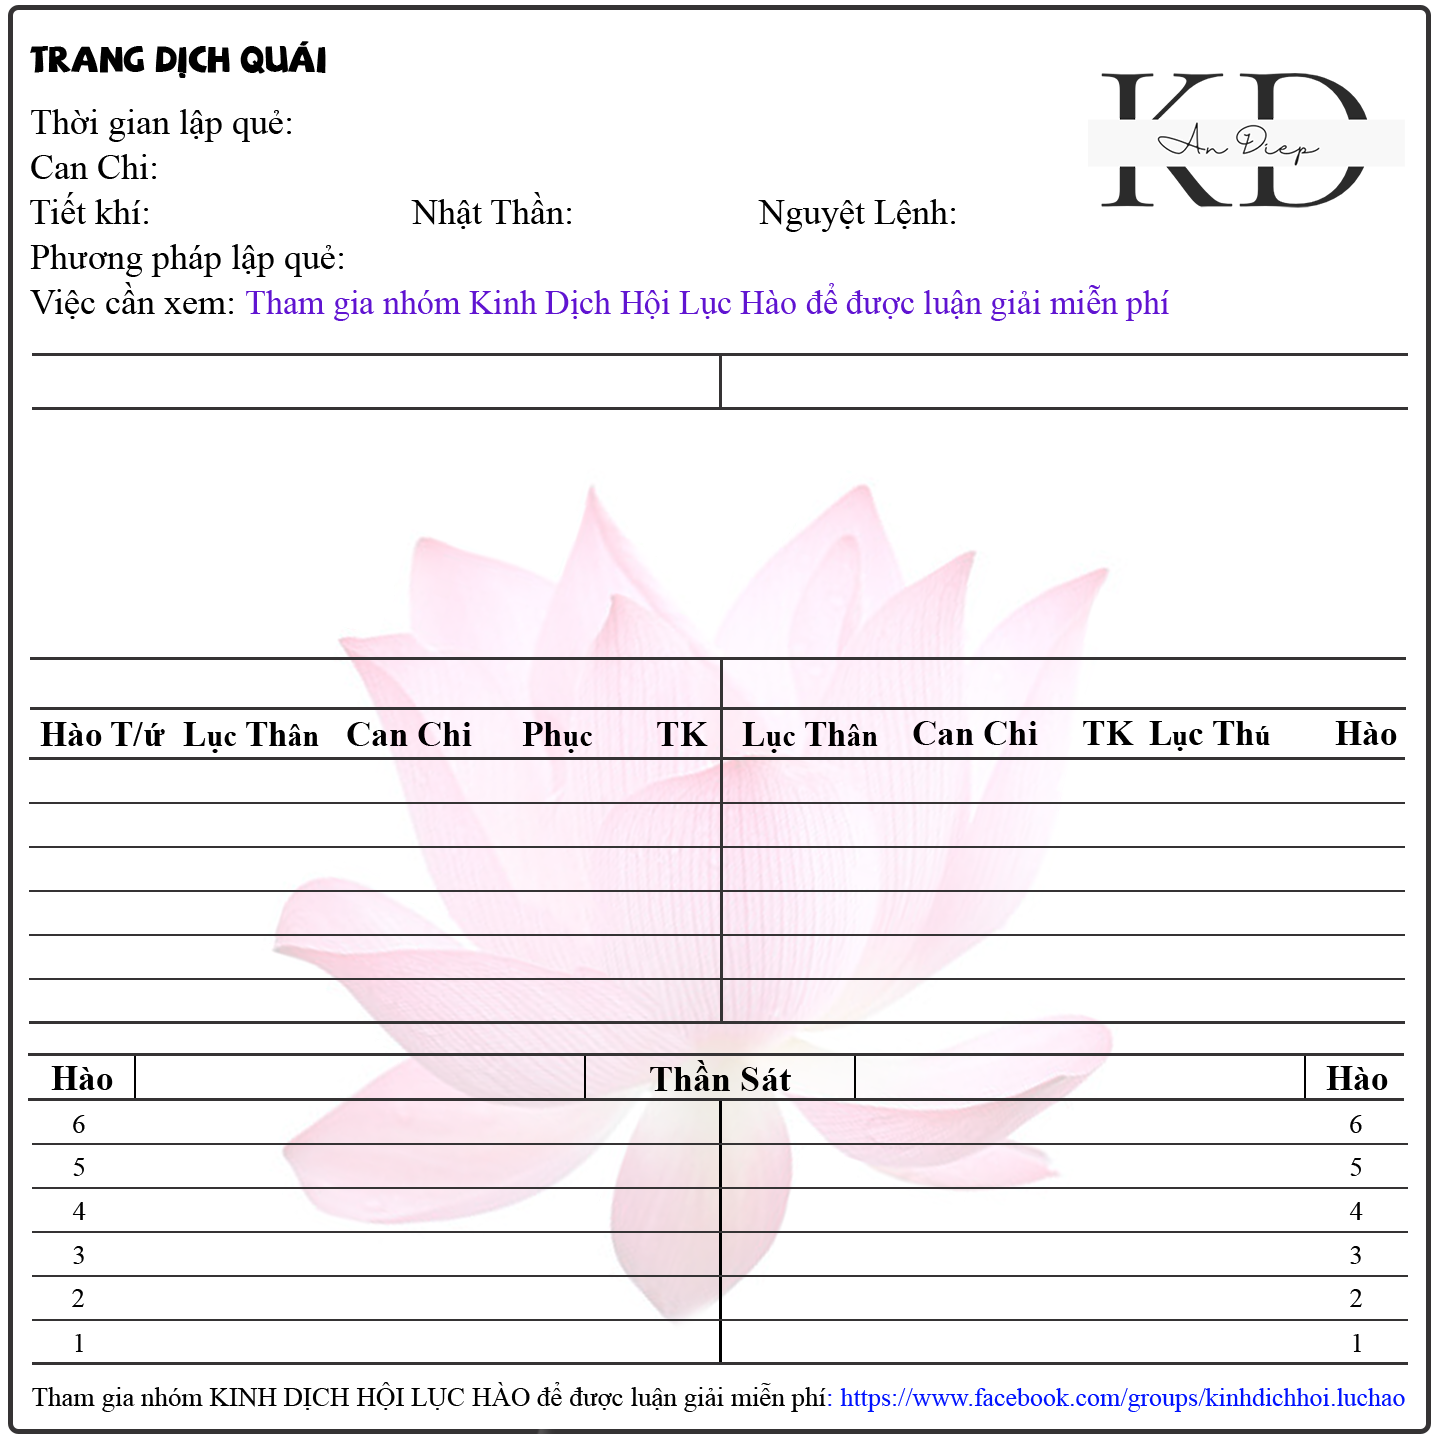 TRANG DỊCH QUÁI
KD
An Diep
Thời gian lập quẻ:
Can Chi:
Tiết khí: Nhật Thần: Nguyệt Lệnh:
Phương pháp lập quẻ:
Việc cần xem: Tham gia nhóm Kinh Dịch Hội Lục Hào để được luận giải miễn phí
Hào T/ứ Lục Thân Can Chi Phục TK Lục Thân Can Chi TK Lục Thú Hào
Hào Thần Sát Hào
6 6
5 5
4 4
3 3
2 2
1 1
Tham gia nhóm KINH DỊCH HỘI LỤC HÀO để được luận giải miễn phí: https://www.facebook.com/groups/kinhdichhoi.luchao